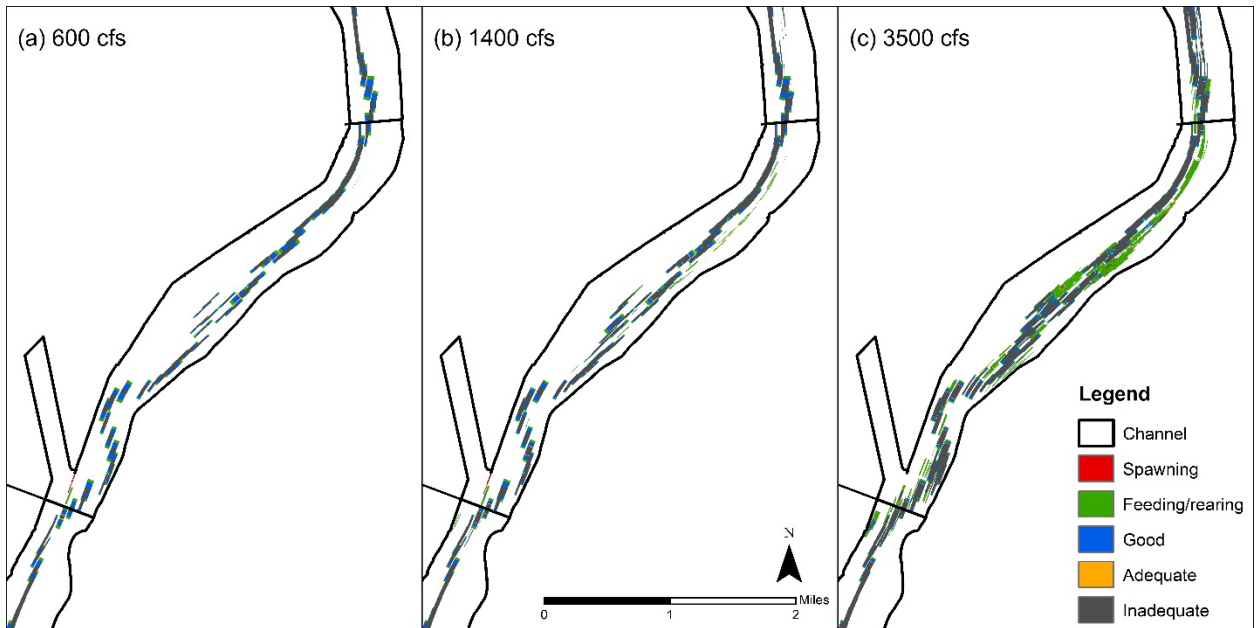 (a) 600 cfs
(b) 1400 cfs
(c) 3500 cfs
Legend
Channel
Spawning
Feeding/rearing
Good
Adequate
Inadequate
N
Miles
0 1 2